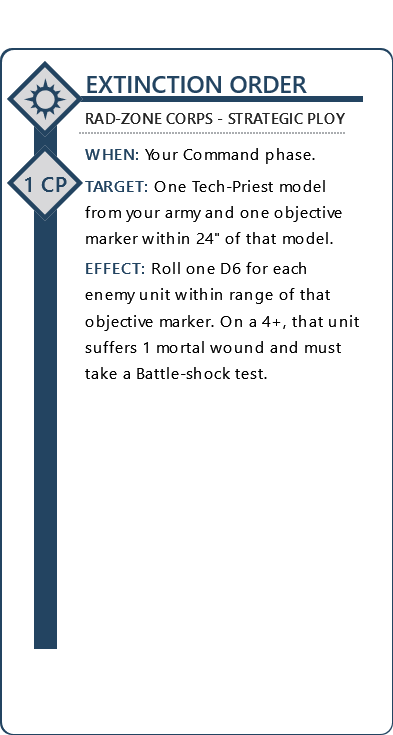 EXTINCTION ORDER
RAD-ZONE CORPS - STRATEGIC PLOY
WHEN: Your Command phase.
1 CP
TARGET: One Tech-Priest model
from your army and one objective
marker within 24" of that model.
EFFECT: Roll one D6 for each
enemy unit within range of that
objective marker. On a 4+, that unit
suffers 1 mortal wound and must
take a Battle-shock test.